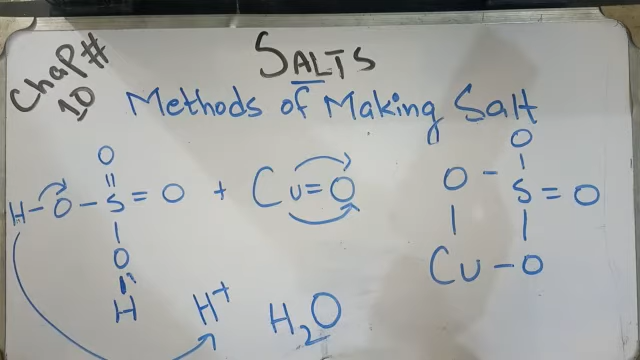 Chap#
10
SALTS
Methods of Making Salt
O
H-O-S=O + Cu=O
O
H
O
O-S=O
Cu-O
H+
H2O